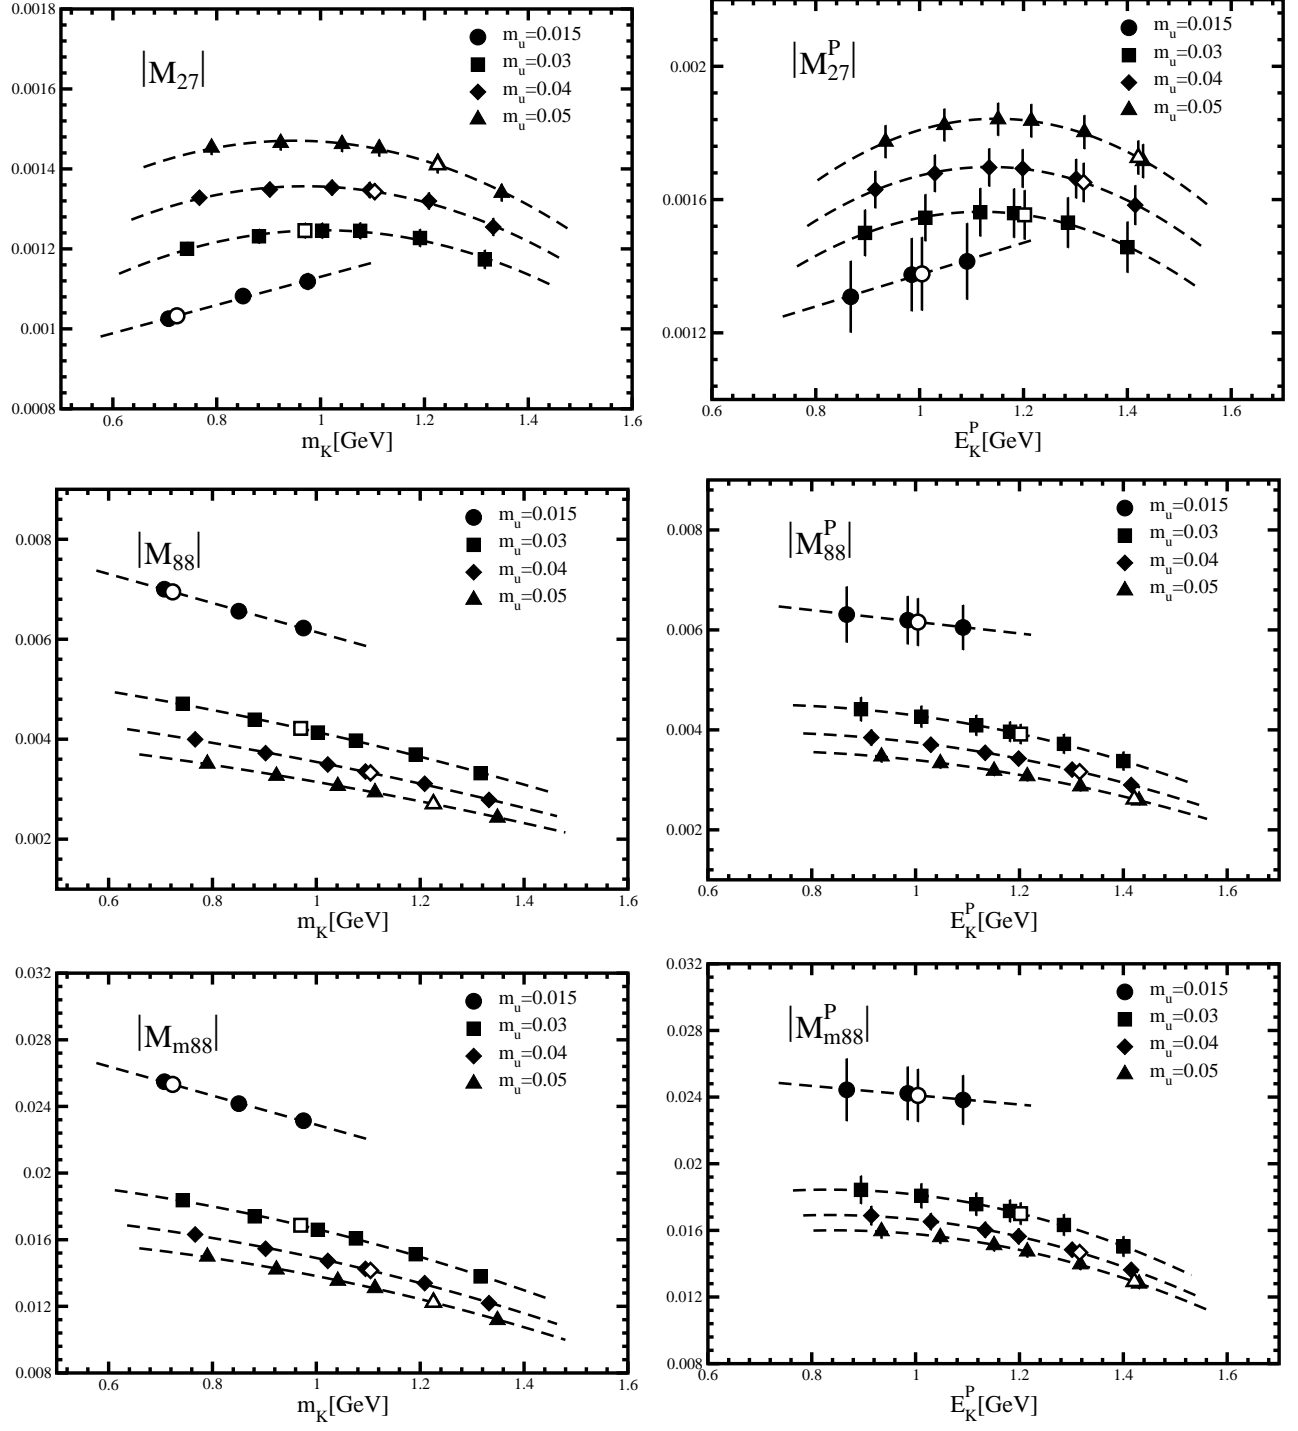 |M27|
m_u=0.015
m_u=0.03
m_u=0.04
m_u=0.05
0.0018
0.0016
0.0014
0.0012
0.001
0.0008
0.6 0.8 1 1.2 1.4 1.6
m_K[GeV]
|M^P_27|
m_u=0.015
m_u=0.03
m_u=0.04
m_u=0.05
0.002
0.0016
0.0012
0.6 0.8 1 1.2 1.4 1.6
E^P_K[GeV]
|M88|
m_u=0.015
m_u=0.03
m_u=0.04
m_u=0.05
0.008
0.006
0.004
0.002
0.6 0.8 1 1.2 1.4 1.6
m_K[GeV]
|M^P_88|
m_u=0.015
m_u=0.03
m_u=0.04
m_u=0.05
0.008
0.006
0.004
0.002
0.6 0.8 1 1.2 1.4 1.6
E^P_K[GeV]
|Mm88|
m_u=0.015
m_u=0.03
m_u=0.04
m_u=0.05
0.032
0.028
0.024
0.02
0.016
0.012
0.008
0.6 0.8 1 1.2 1.4 1.6
m_K[GeV]
|M^P_m88|
m_u=0.015
m_u=0.03
m_u=0.04
m_u=0.05
0.032
0.028
0.024
0.02
0.016
0.012
0.008
0.6 0.8 1 1.2 1.4 1.6
E^P_K[GeV]